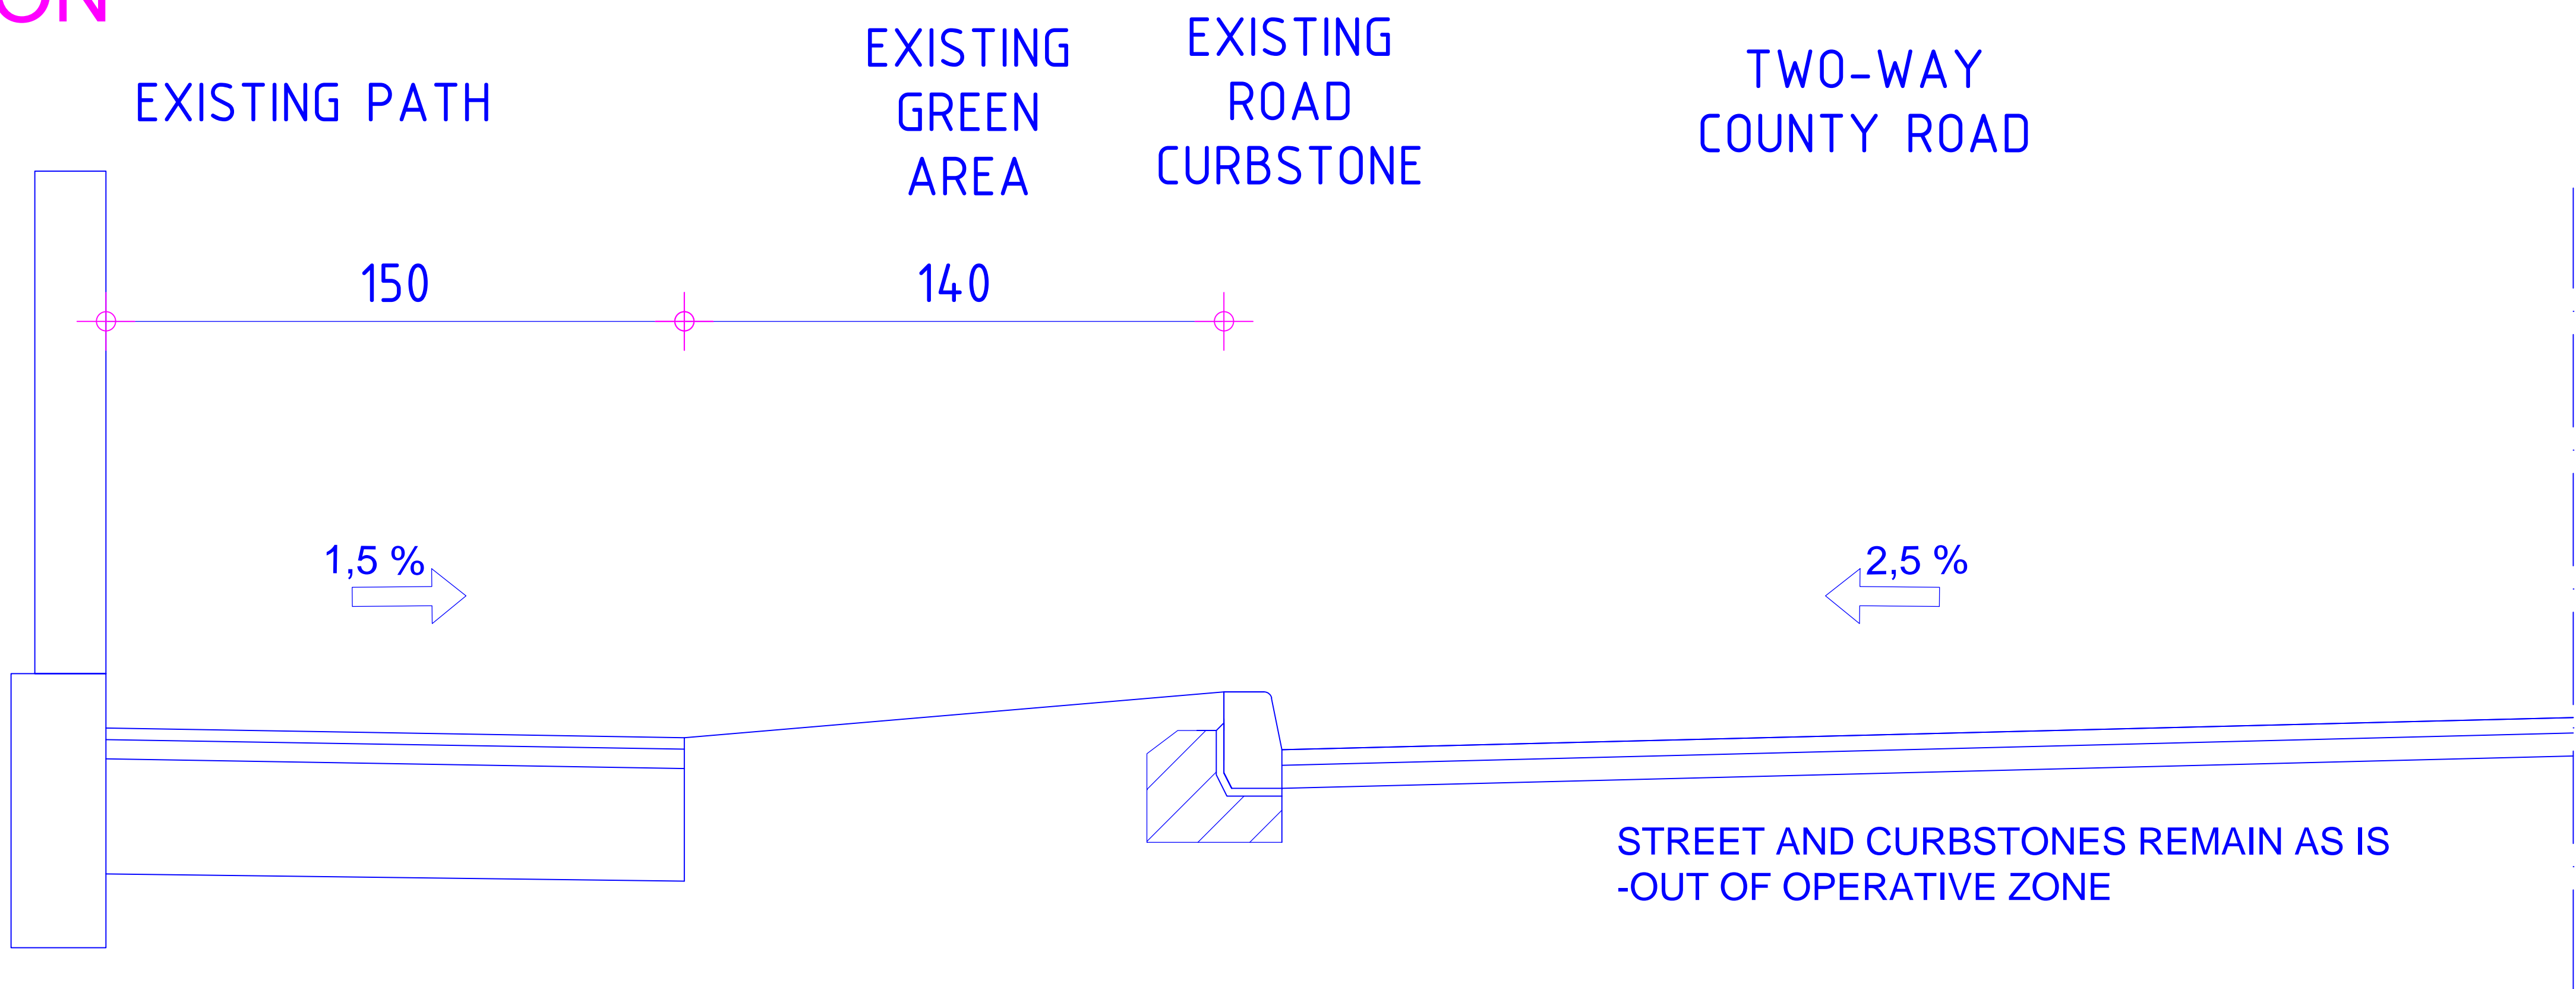 ON
EXISTING PATH
EXISTING
GREEN
AREA
EXISTING
ROAD
CURBSTONE
TWO-WAY
COUNTY ROAD
150
140
1,5 %
2,5 %
STREET AND CURBSTONES REMAIN AS IS
-OUT OF OPERATIVE ZONE